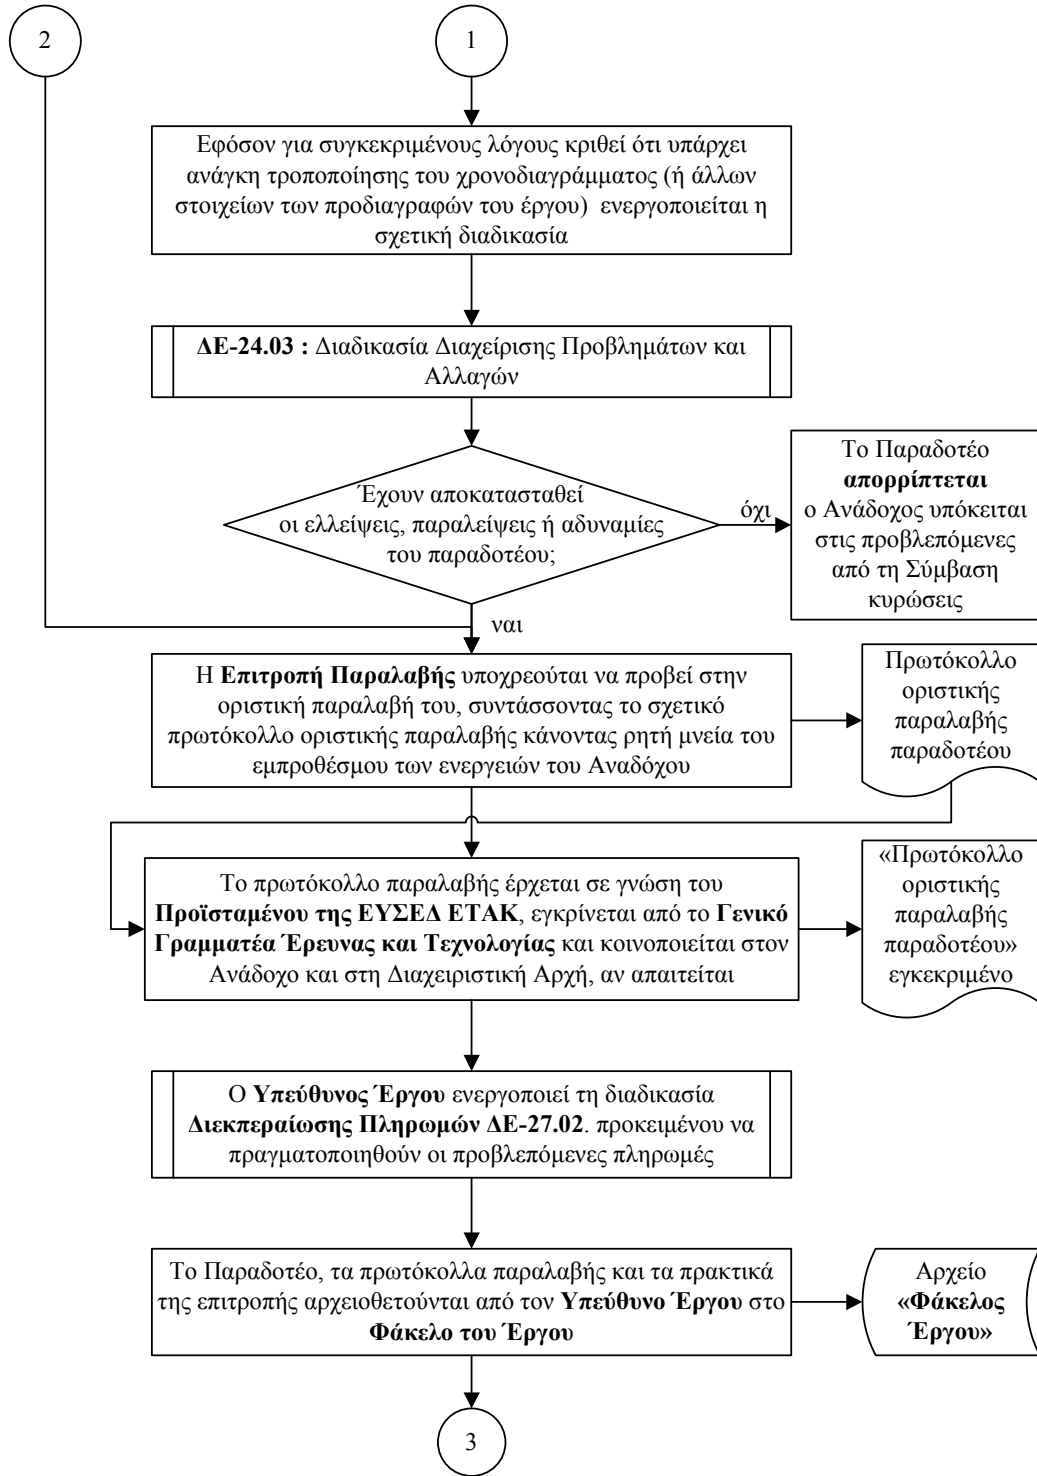 2
1
Εφόσον για συγκεκριμένους λόγους κριθεί ότι υπάρχει
ανάγκη τροποποίησης του χρονοδιαγράμματος (ή άλλων
στοιχείων των προδιαγραφών του έργου) ενεργοποιείται η
σχετική διαδικασία
ΔΕ-24.03 : Διαδικασία Διαχείρισης Προβλημάτων και
Αλλαγών
Έχουν αποκατασταθεί
οι ελλείψεις, παραλείψεις ή αδυναμίες
του παραδοτέου;
όχι
Το Παραδοτέο
απορρίπτεται
ο Ανάδοχος υπόκειται
στις προβλεπόμενες
από τη Σύμβαση
κυρώσεις
ναι
Η Επιτροπή Παραλαβής υποχρεούται να προβεί στην
οριστική παραλαβή του, συντάσσοντας το σχετικό
πρωτόκολλο οριστικής παραλαβής κάνοντας ρητή μνεία του
εμπροθέσμου των ενεργειών του Αναδόχου
Πρωτόκολλο
οριστικής
παραλαβής
παραδοτέου
Το πρωτόκολλο παραλαβής έρχεται σε γνώση του
Προϊσταμένου της ΕΥΣΕΔ ΕΤΑΚ, εγκρίνεται από το Γενικό
Γραμματέα Έρευνας και Τεχνολογίας και κοινοποιείται στον
Ανάδοχο και στη Διαχειριστική Αρχή, αν απαιτείται
«Πρωτόκολλο
οριστικής
παραλαβής
παραδοτέου»
εγκεκριμένο
Ο Υπεύθυνος Έργου ενεργοποιεί τη διαδικασία
Διεκπεραίωσης Πληρωμών ΔΕ-27.02. προκειμένου να
πραγματοποιηθούν οι προβλεπόμενες πληρωμές
Το Παραδοτέο, τα πρωτόκολλα παραλαβής και τα πρακτικά
της επιτροπής αρχειοθετούνται από τον Υπεύθυνο Έργου στο
Φάκελο του Έργου
Αρχείο
«Φάκελος
Έργου»
3